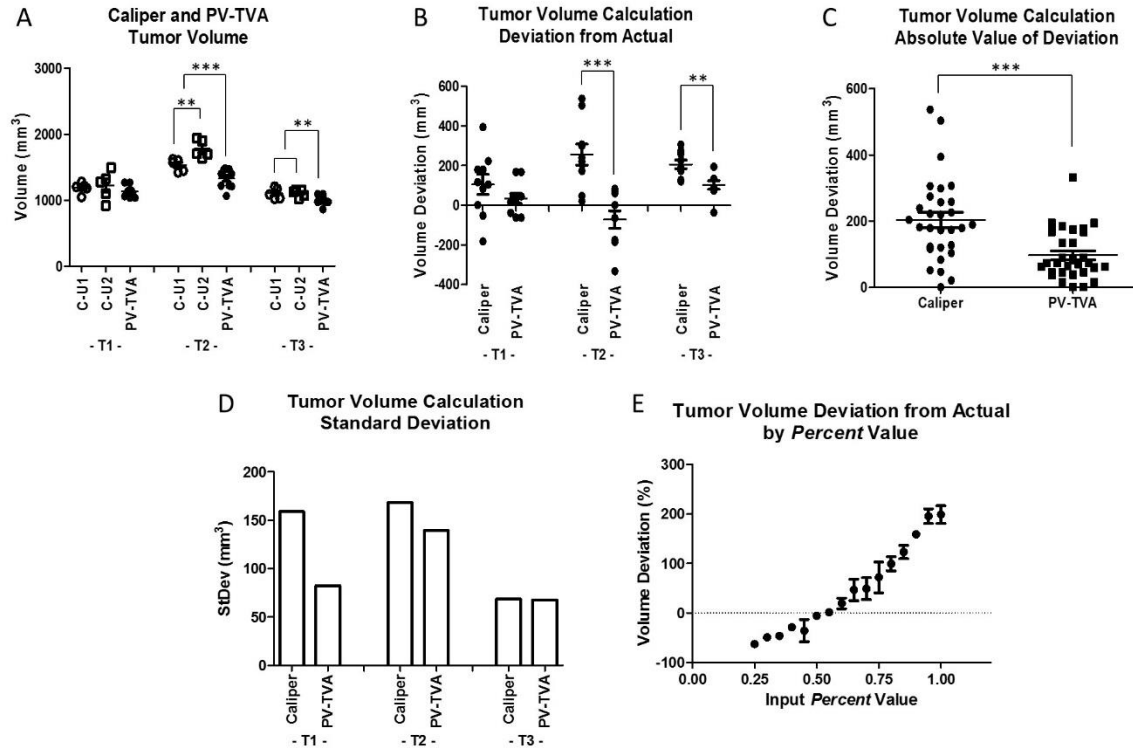 A
Caliper and PV-TVA
Tumor Volume
Volume (mm³)
3000
2000
1000
0
**
***
**
C-U1
C-U2
PV-TVA
C-U1
C-U2
PV-TVA
C-U1
C-U2
PV-TVA
- T1 -
- T2 -
- T3 -
B
Tumor Volume Calculation
Deviation from Actual
Volume Deviation (mm³)
600
400
200
0
-200
-400
***
**
Caliper
PV-TVA
Caliper
PV-TVA
Caliper
PV-TVA
- T1 -
- T2 -
- T3 -
C
Tumor Volume Calculation
Absolute Value of Deviation
Volume Deviation (mm³)
600
400
200
0
***
Caliper
PV-TVA
D
Tumor Volume Calculation
Standard Deviation
StDev (mm³)
200
150
100
50
0
Caliper
PV-TVA
Caliper
PV-TVA
Caliper
PV-TVA
- T1 -
- T2 -
- T3 -
E
Tumor Volume Deviation from Actual
by Percent Value
Volume Deviation (%)
300
200
100
0
-100
0.00
0.25
0.50
0.75
1.00
Input Percent Value